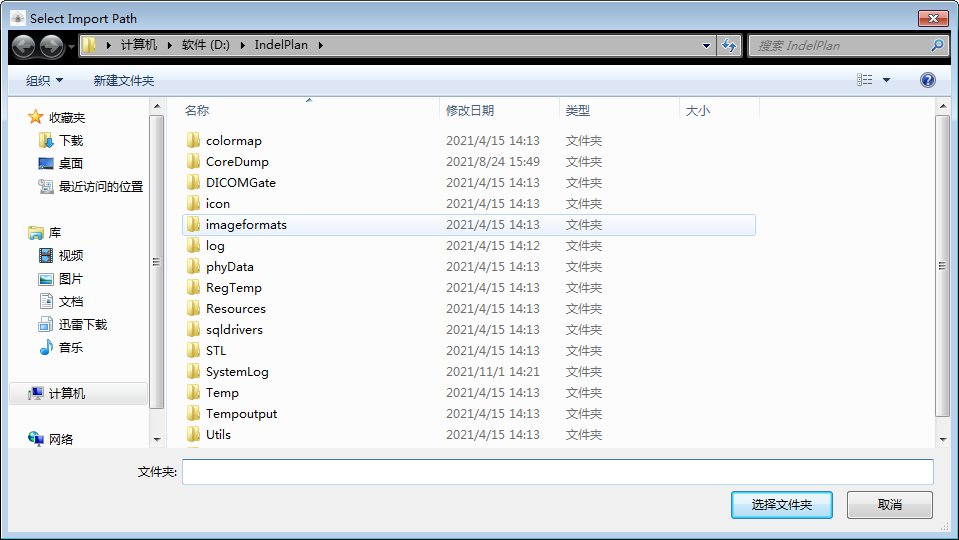 Select Import Path
计算机 软件 (D:) IndelPlan
搜索 IndelPlan
组织 新建文件夹
收藏夹
下载
桌面
最近访问的位置
库
视频
图片
文档
迅雷下载
音乐
计算机
网络
名称 修改日期 类型 大小
colormap 2021/4/15 14:13 文件夹
CoreDump 2021/8/24 15:49 文件夹
DICOMGate 2021/4/15 14:13 文件夹
icon 2021/4/15 14:13 文件夹
imageformats 2021/4/15 14:13 文件夹
log 2021/4/15 14:12 文件夹
phyData 2021/4/15 14:13 文件夹
RegTemp 2021/4/15 14:13 文件夹
Resources 2021/4/15 14:13 文件夹
sqldrivers 2021/4/15 14:13 文件夹
STL 2021/4/15 14:13 文件夹
SystemLog 2021/11/1 14:21 文件夹
Temp 2021/4/15 14:13 文件夹
Tempoutput 2021/4/15 14:13 文件夹
Utils 2021/4/15 14:13 文件夹
文件夹:
选择文件夹 取消